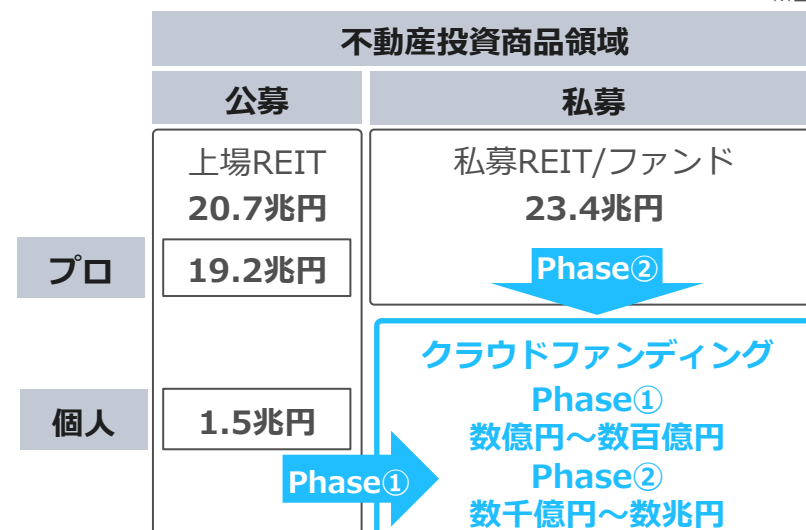 不動産投資商品領域
公募
私募
上場REIT
20.7兆円
私募REIT/ファンド
23.4兆円
プロ
19.2兆円
Phase②
クラウドファンディング
Phase①
数億円～数百億円
Phase②
数千億円～数兆円
個人
1.5兆円
Phase①